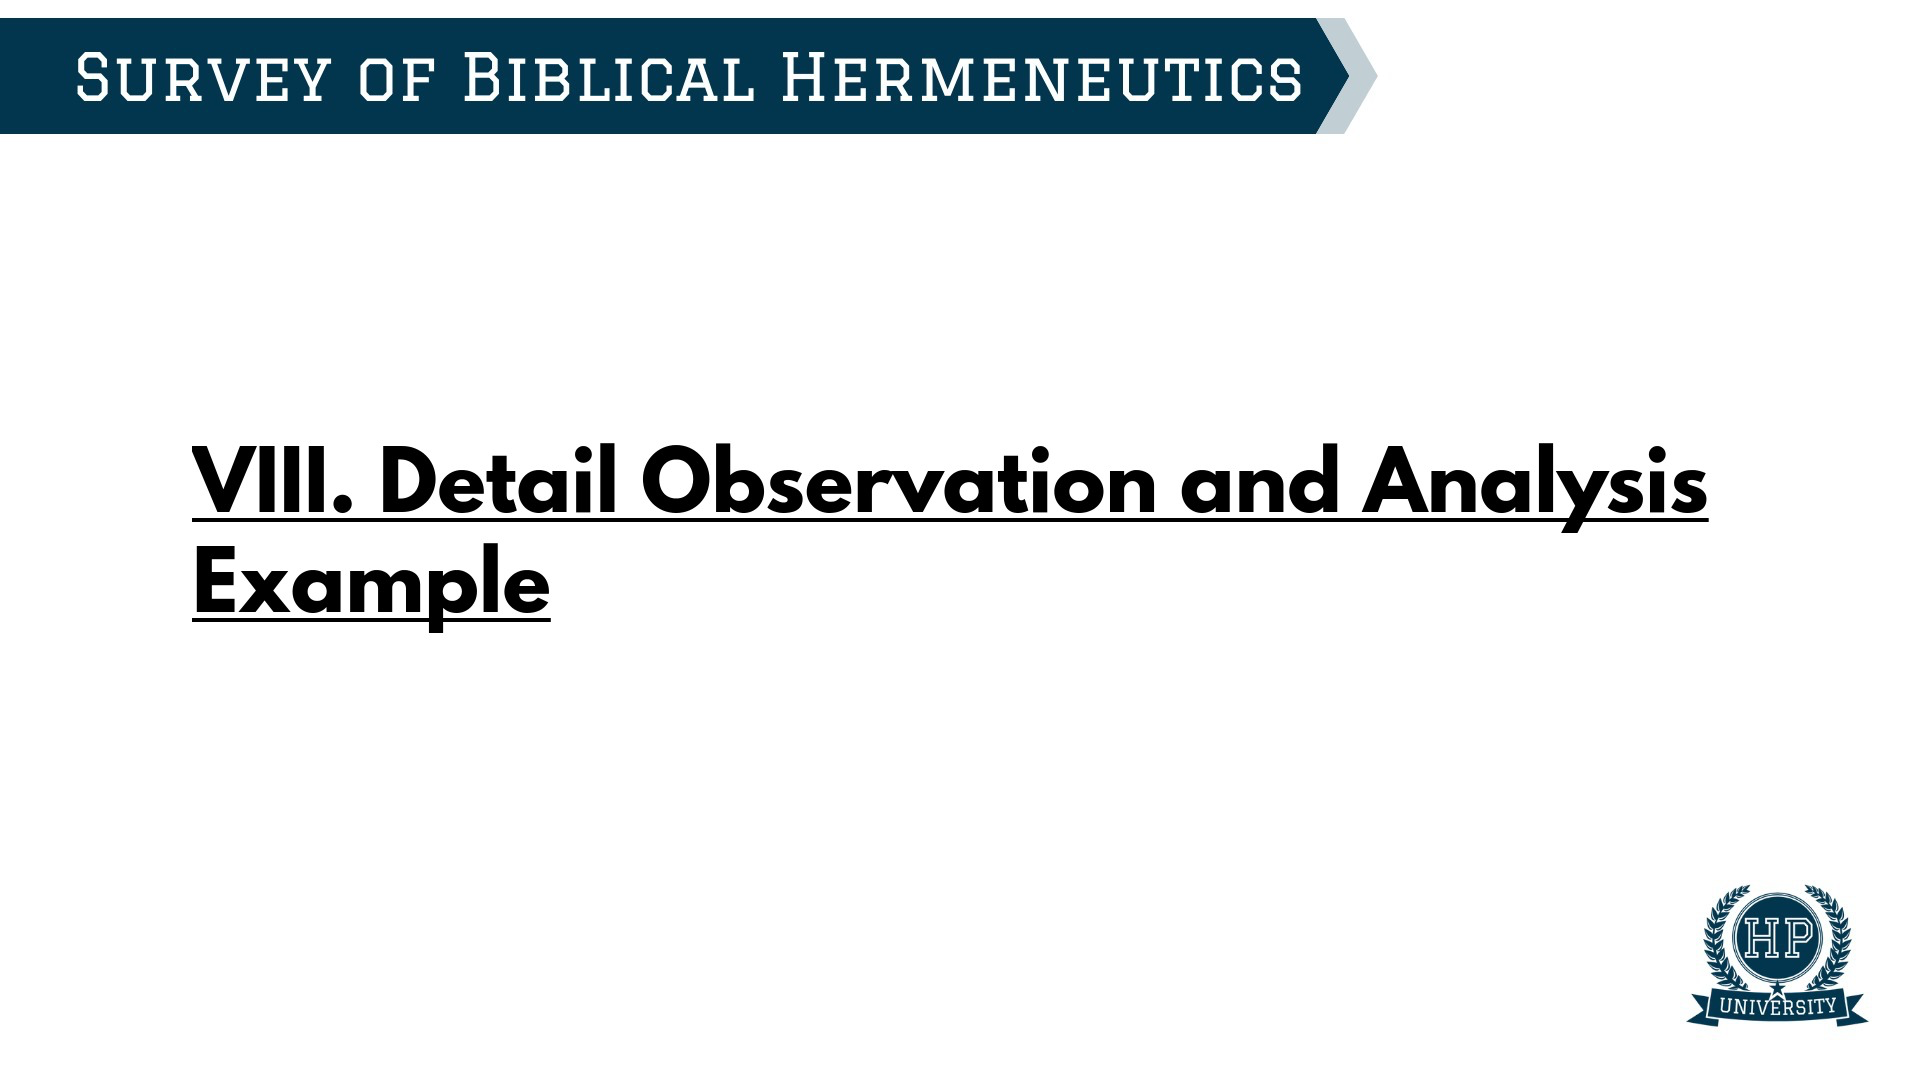 Survey of Biblical Hermeneutics
VIII. Detail Observation and Analysis
Example
HP
UNIVERSITY